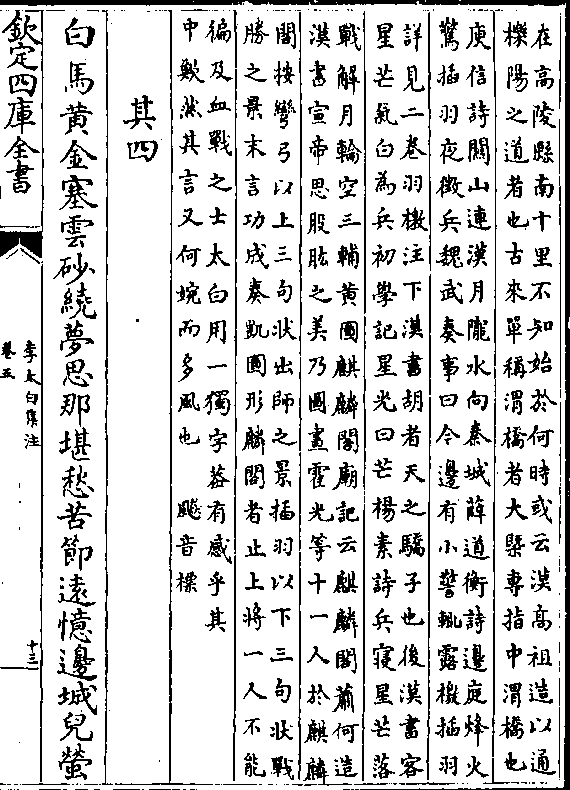 在高陵縣南十里不知始於何時或云漢高祖造以通
櫟陽之道者也古來單稱渭橋者大槩專指中渭橋也
庾信詩關山連漢月隴水向秦城薛道衡詩邊庭烽火
驚插羽夜徵兵魏武奏事曰今邊有小警輒露檄插羽
詳見二卷羽檄注下漢書胡者天之驕子也後漢書客
星芒氣白為兵初學記星光曰芒楊素詩兵寢星芒落
戰解月輪空三輔黄圖麒麟閣廟記云麒麟閣蕭何造
漢書宣帝思股肱之美乃圖畫霍光等十一人於麒麟
閣按彎弓以上三句狀出師之景插羽以下三句狀戰
勝之景末言功成奏凱圖形麟閣者止上將一人不能
徧及血戰之士太白用一獨字葢有感乎其
中歟然其言又何婉而多風也　飈音標
其四
白馬黄金塞雲砂繞夢思那堪愁苦節遠憶邊城兒螢
欽定四庫全書
李太白集注
卷五
十三